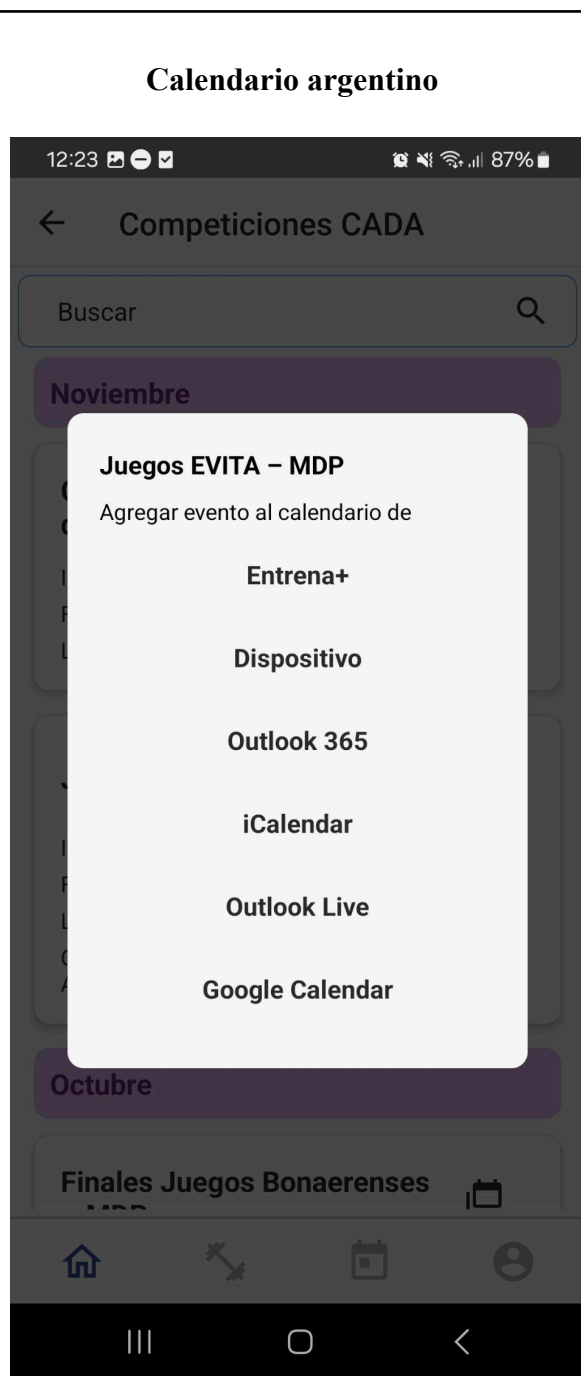 Calendario argentino
12:23 87%
Competiciones CADA
Buscar
Noviembre
Juegos EVITA – MDP
Agregar evento al calendario de
Entrena+
Dispositivo
Outlook 365
iCalendar
Outlook Live
Google Calendar
Octubre
Finales Juegos Bonaerenses